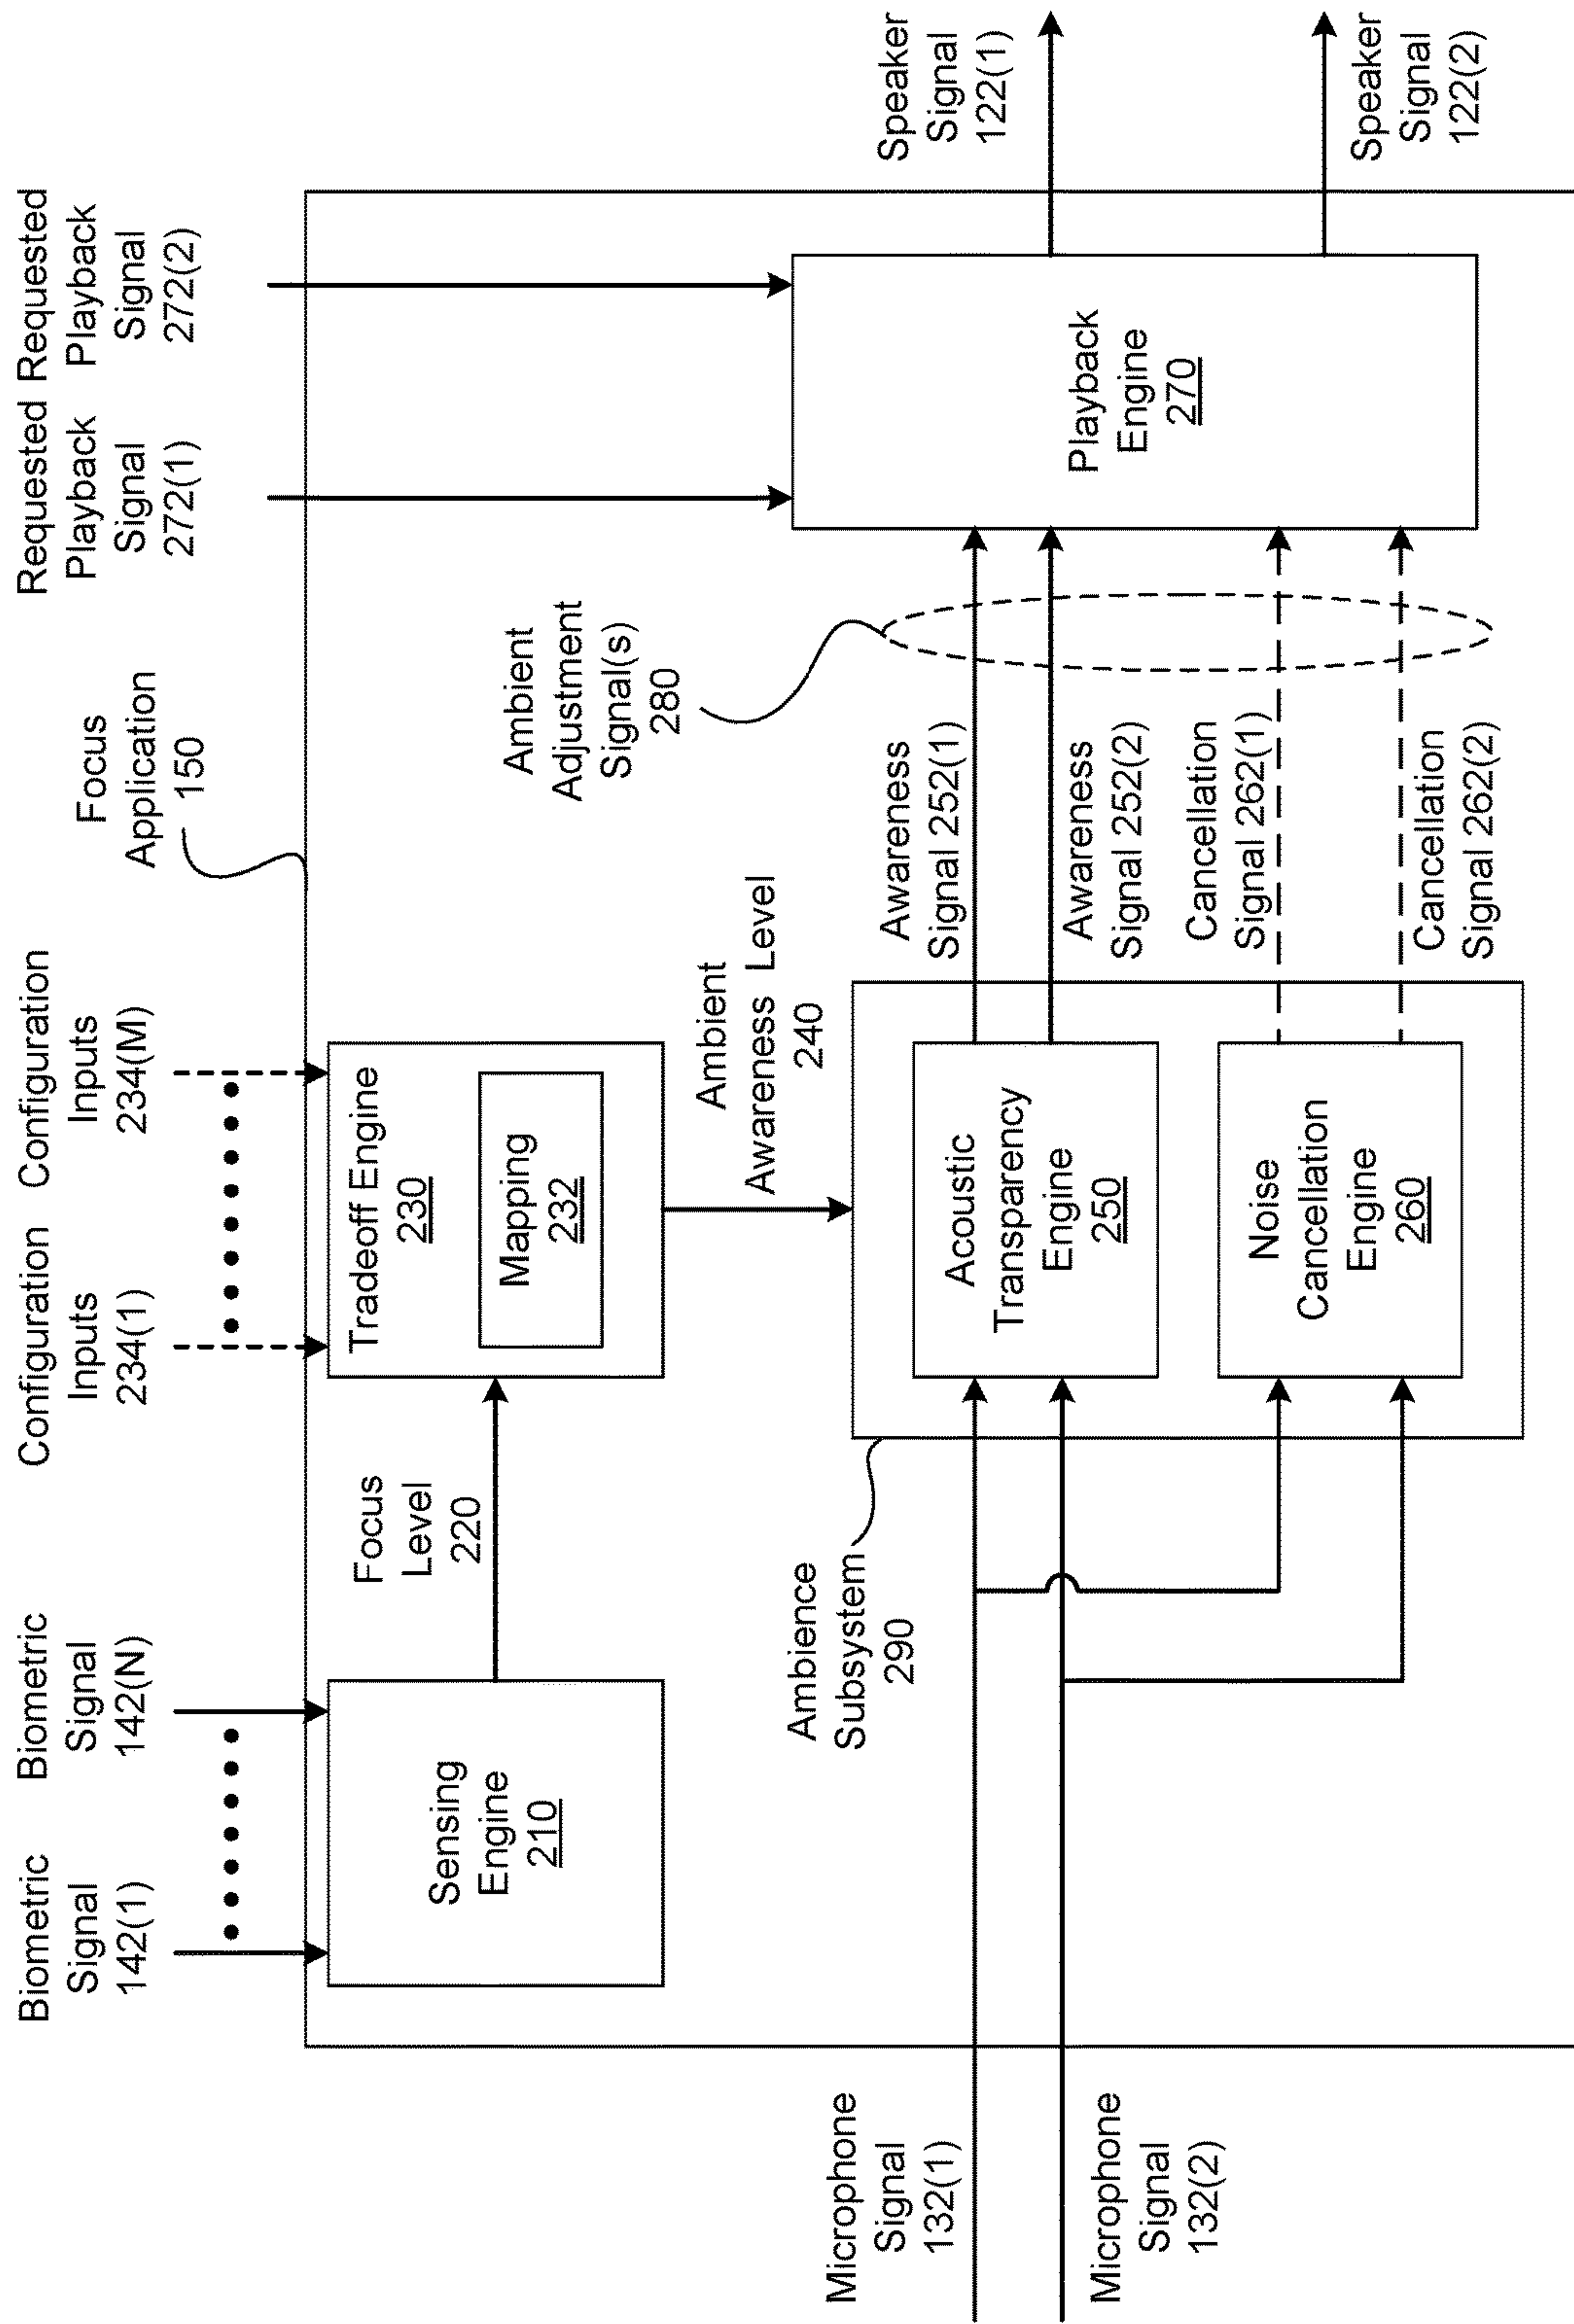 Biometric
Signal
142(1)
Biometric
Signal
142(N)
Configuration
Inputs
234(1)
Configuration
Inputs
234(M)
Focus
Application
150
Requested
Playback
Signal
272(1)
Requested
Playback
Signal
272(2)
Sensing
Engine
210
Focus
Level
220
Tradeoff Engine
230
Mapping
232
Ambient
Awareness Level
240
Ambient
Adjustment
Signal(s)
280
Playback
Engine
270
Speaker
Signal
122(1)
Speaker
Signal
122(2)
Microphone
Signal
132(1)
Microphone
Signal
132(2)
Ambience
Subsystem
290
Acoustic
Transparency
Engine
250
Noise
Cancellation
Engine
260
Awareness
Signal 252(1)
Awareness
Signal 252(2)
Cancellation
Signal 262(1)
Cancellation
Signal 262(2)